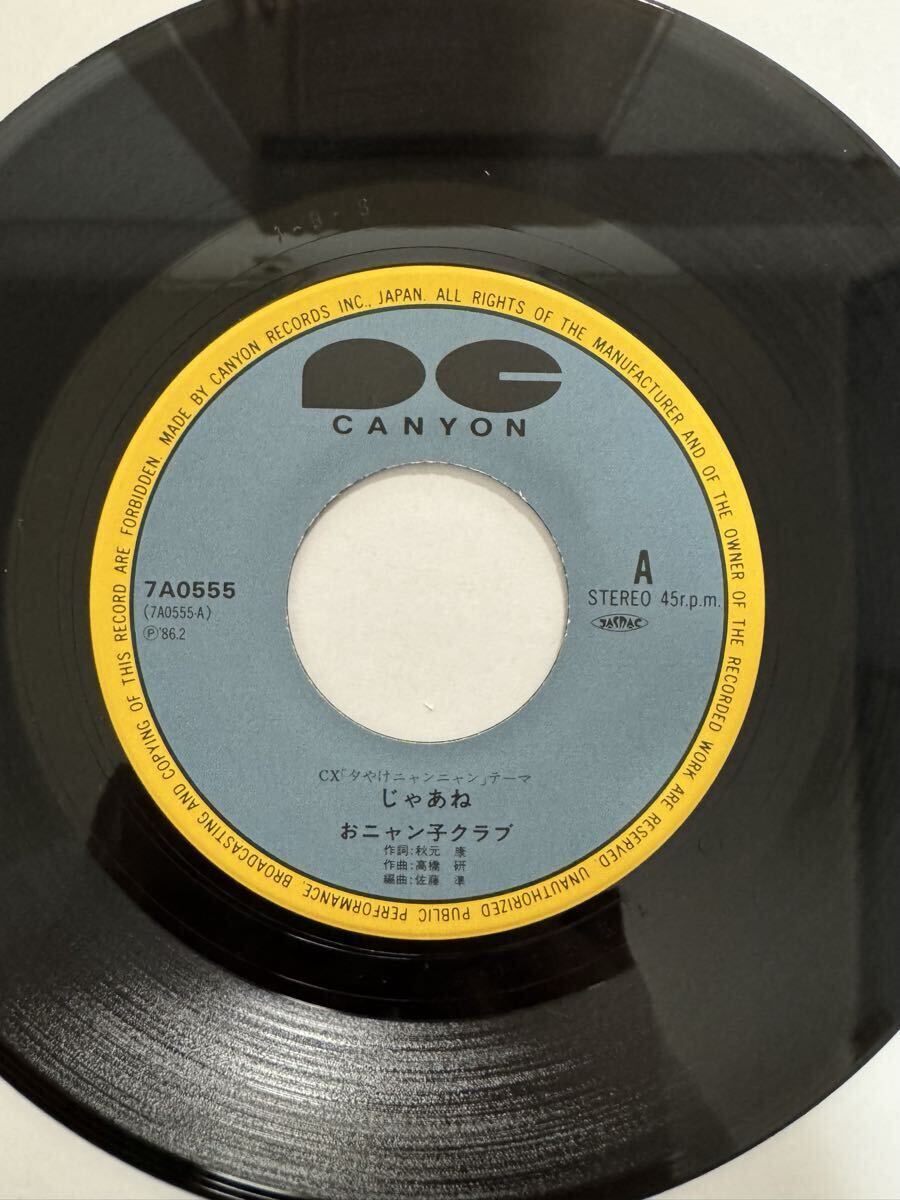 CANYON
7A0555
(7A0555-A)
Ⓟ'86.2
A
STEREO 45r.p.m.
JASRAC
CX「夕やけニャンニャン」テーマ
じゃあね
おニャン子クラブ
作詞:秋元 康
作曲:高橋 研
編曲:佐藤 準
MADE BY CANYON RECORDS INC., JAPAN. ALL RIGHTS OF THE MANUFACTURER AND OF THE OWNER OF THE RECORDED WORK ARE RESERVED. UNAUTHORIZED PUBLIC PERFORMANCE, BROADCASTING AND COPYING OF THIS RECORD ARE FORBIDDEN.